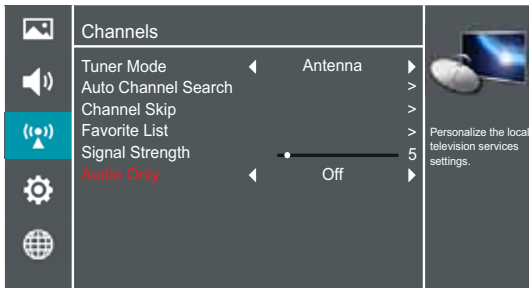 Channels
Tuner Mode Antenna
Auto Channel Search >
Channel Skip >
Favorite List >
Signal Strength 5
Audio Only Off
Personalize the local
television services
settings.